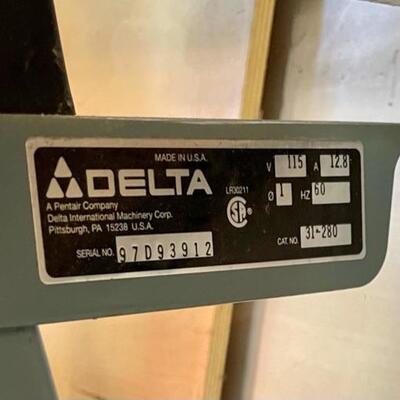 MADE IN U.S.A.
DELTA
A Pentair Company
Delta International Machinery Corp.
Pittsburgh, PA 15238 U.S.A.
SERIAL NO. 97D93912
LR30211
SA
V 115 A 12.8
Ø 1 HZ 60
CAT. NO. 31-280